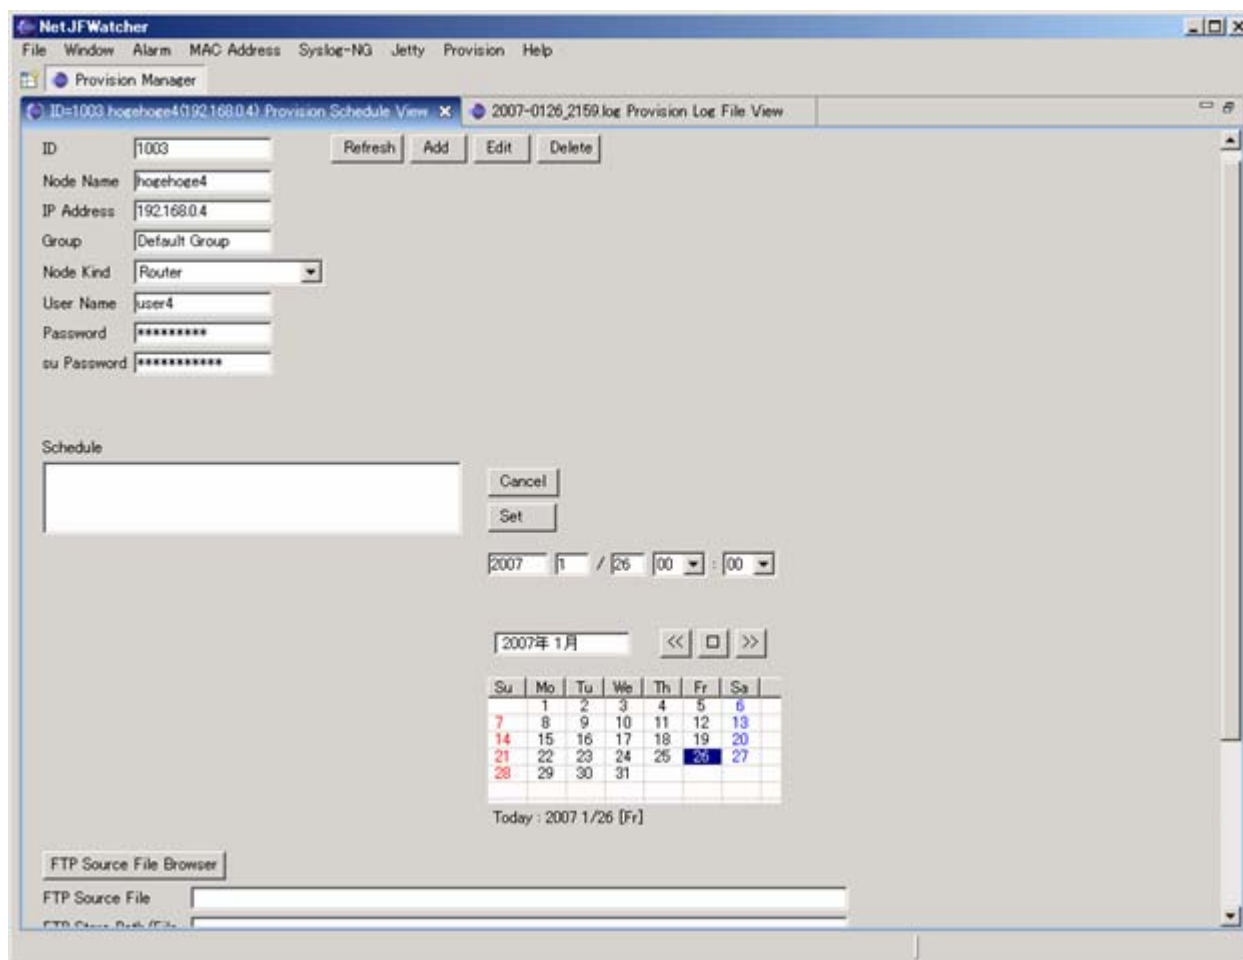 NetJFWatcher
File Window Alarm MAC Address Syslog-NG Jetty Provision Help
Provision Manager
ID=1003 hogehoge4(192.168.0.4) Provision Schedule View 2007-0126_2159.log Provision Log File View
ID 1003 Refresh Add Edit Delete
Node Name hogehoge4
IP Address 192.168.0.4
Group Default Group
Node Kind Router
User Name user4
Password *********
su Password ***********
Schedule
Cancel
Set
2007 1 / 26 00 : 00
2007年 1月 << >>
Su Mo Tu We Th Fr Sa
1 2 3 4 5 6
7 8 9 10 11 12 13
14 15 16 17 18 19 20
21 22 23 24 25 26 27
28 29 30 31
Today : 2007 1/26 [Fr]
FTP Source File Browser
FTP Source File